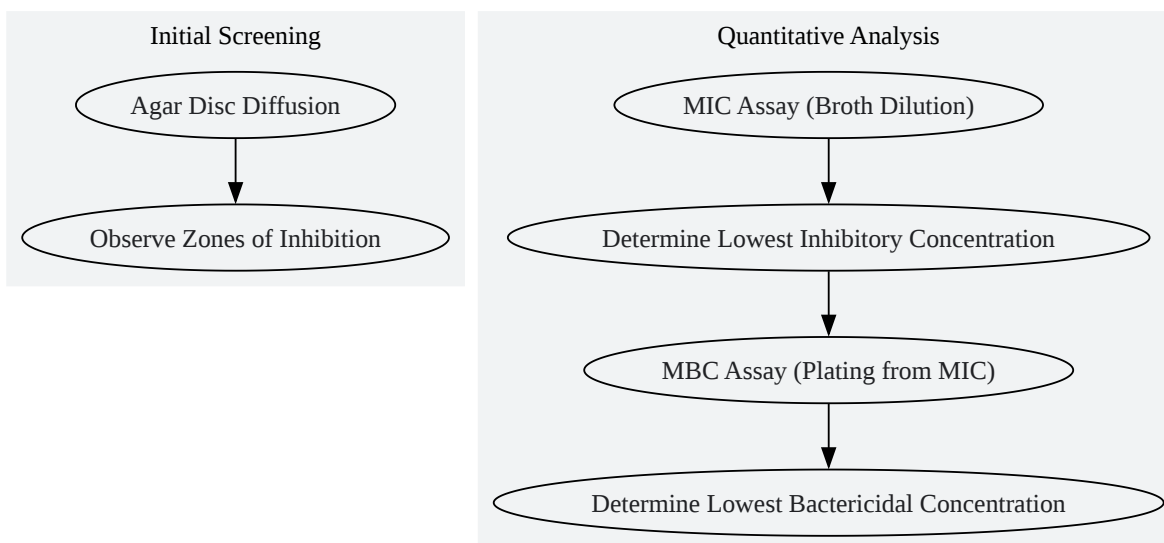 Initial Screening
Agar Disc Diffusion
Observe Zones of Inhibition
Quantitative Analysis
MIC Assay (Broth Dilution)
Determine Lowest Inhibitory Concentration
MBC Assay (Plating from MIC)
Determine Lowest Bactericidal Concentration